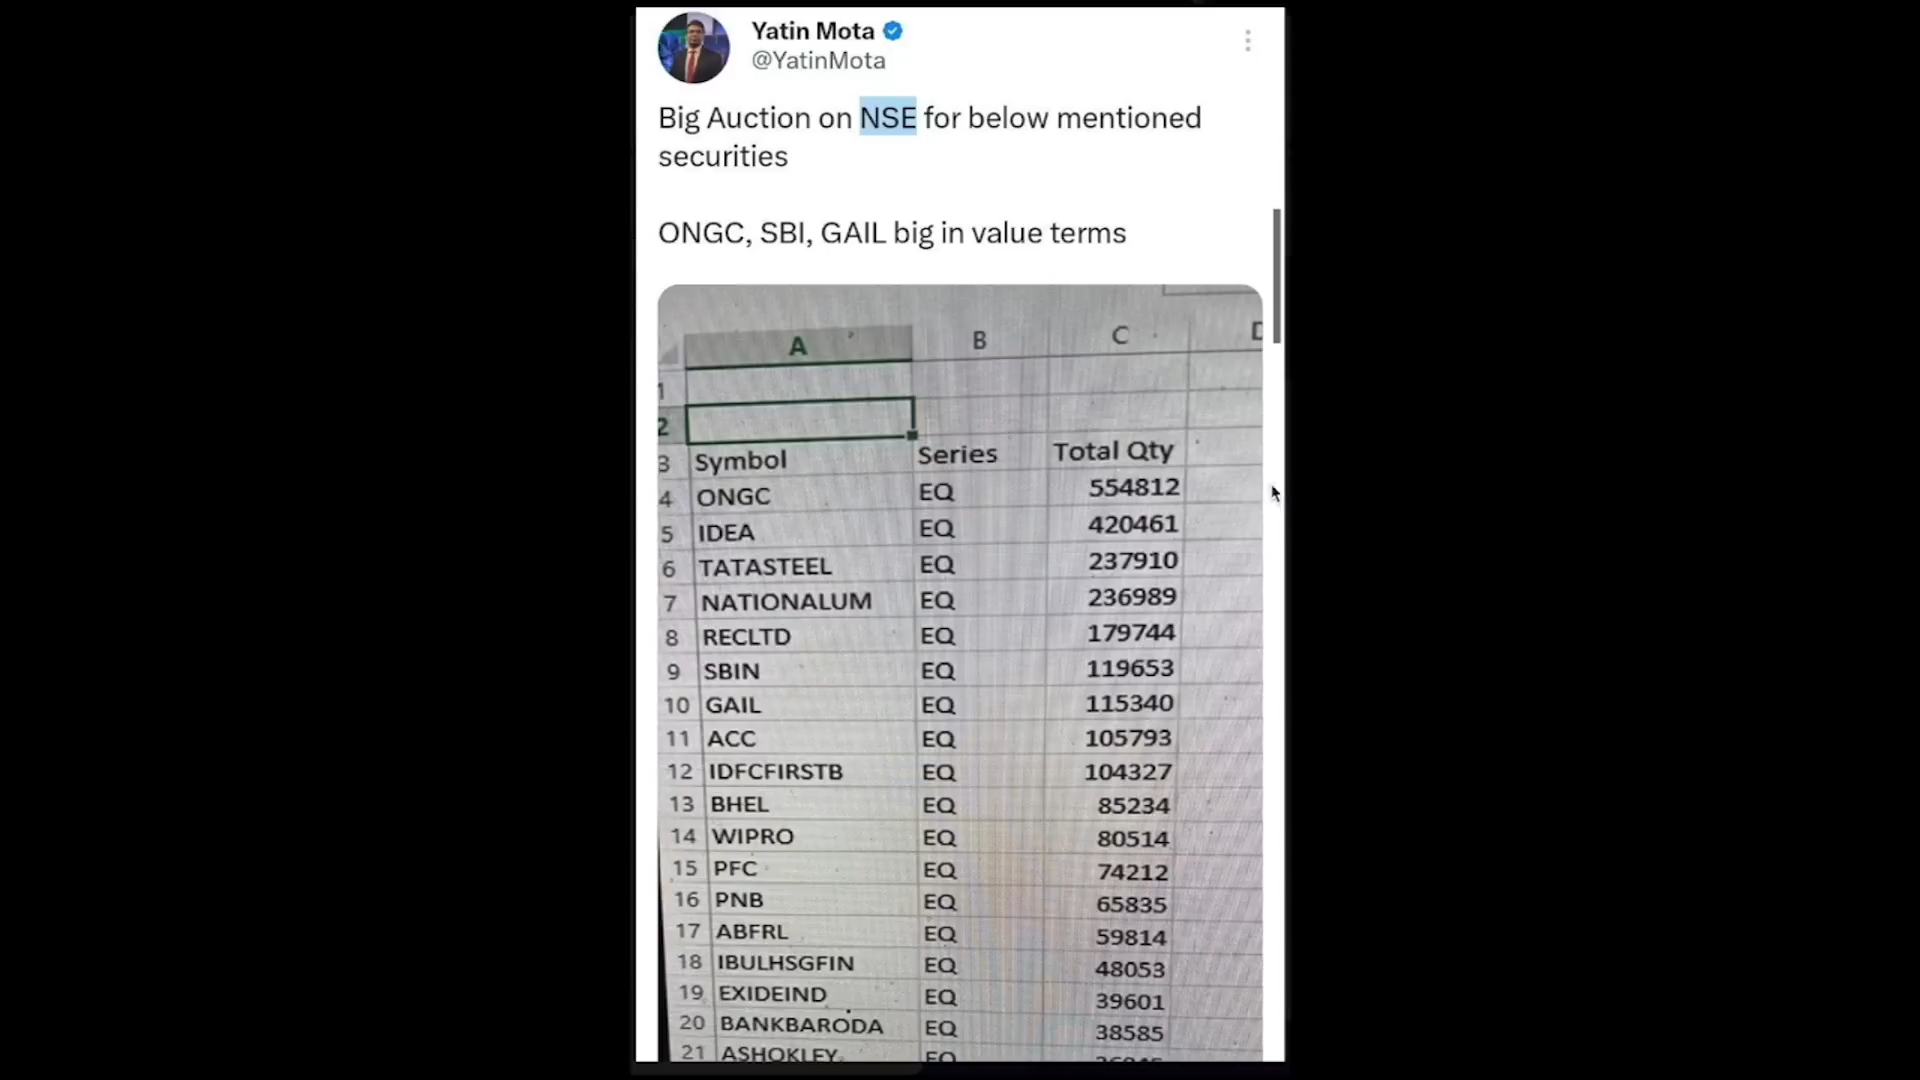 Yatin Mota
@YatinMota
Big Auction on NSE for below mentioned
securities
ONGC, SBI, GAIL big in value terms
A B C D
1
2
3 Symbol Series Total Qty
4 ONGC EQ 554812
5 IDEA EQ 420461
6 TATASTEEL EQ 237910
7 NATIONALUM EQ 236989
8 RECLTD EQ 179744
9 SBIN EQ 119653
10 GAIL EQ 115340
11 ACC EQ 105793
12 IDFCFIRSTB EQ 104327
13 BHEL EQ 85234
14 WIPRO EQ 80514
15 PFC EQ 74212
16 PNB EQ 65835
17 ABFRL EQ 59814
18 IBULHSGFIN EQ 48053
19 EXIDEIND EQ 39601
20 BANKBARODA EQ 38585
21 ASHOKLEY EQ